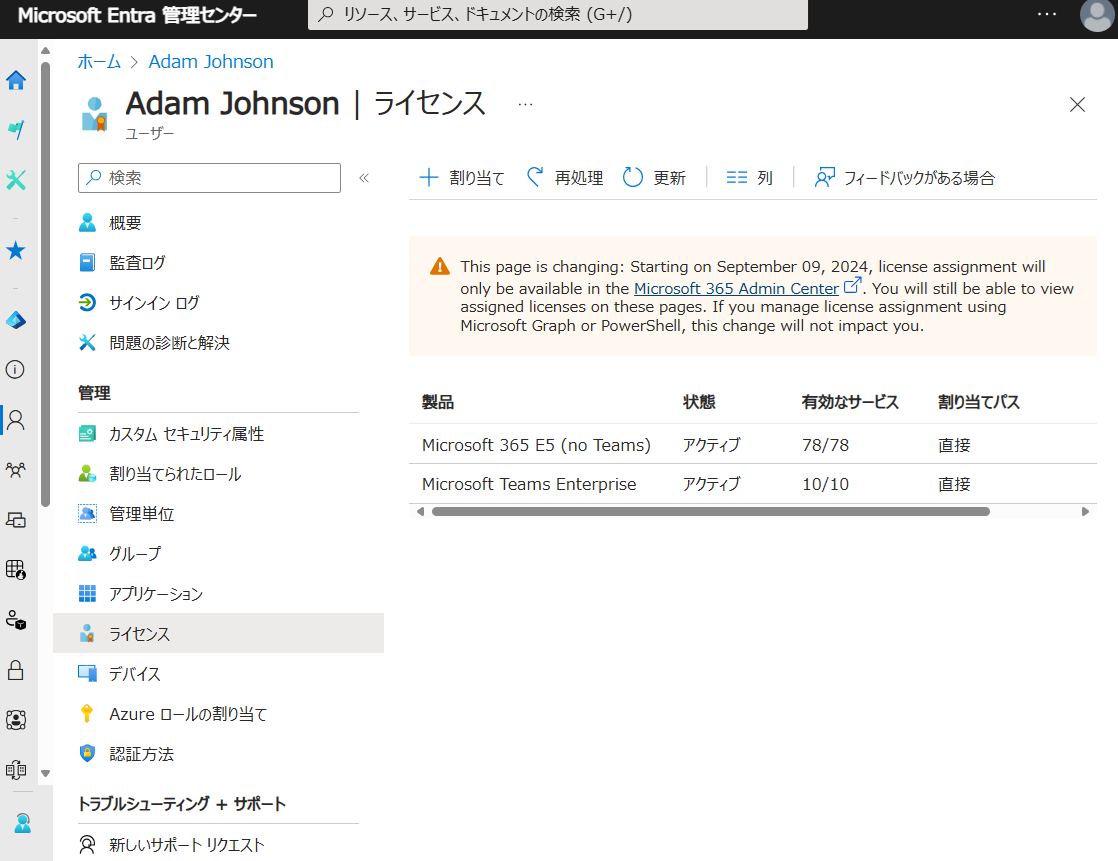 Microsoft Entra 管理センター
リソース、サービス、ドキュメントの検索 (G+/)
ホーム > Adam Johnson
Adam Johnson | ライセンス
ユーザー
検索
割り当て 再処理 更新 列 フィードバックがある場合
概要
監査ログ
サインイン ログ
問題の診断と解決
管理
カスタム セキュリティ属性
割り当てられたロール
管理単位
グループ
アプリケーション
ライセンス
デバイス
Azure ロールの割り当て
認証方法
トラブルシューティング + サポート
新しいサポート リクエスト
This page is changing: Starting on September 09, 2024, license assignment will
only be available in the Microsoft 365 Admin Center. You will still be able to view
assigned licenses on these pages. If you manage license assignment using
Microsoft Graph or PowerShell, this change will not impact you.
製品 状態 有効なサービス 割り当てパス
Microsoft 365 E5 (no Teams) アクティブ 78/78 直接
Microsoft Teams Enterprise アクティブ 10/10 直接